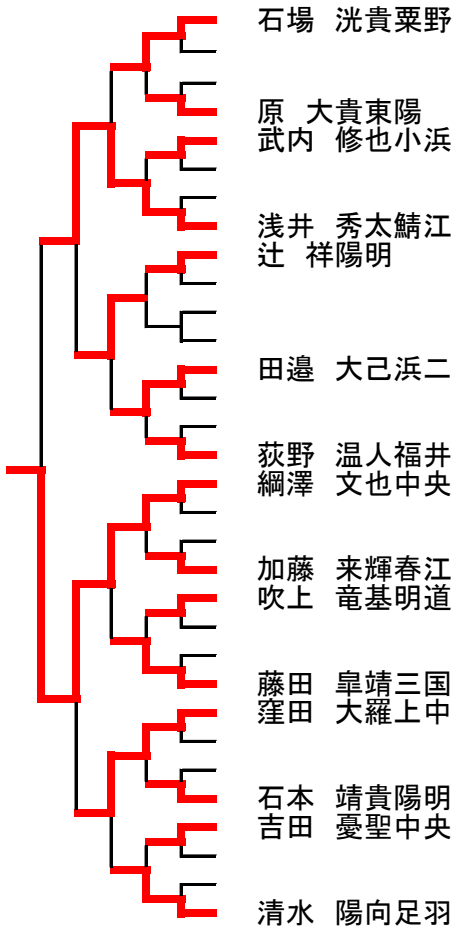 石場 洸貴粟野
原 大貴東陽
武内 修也小浜
浅井 秀太鯖江
辻 祥陽明
田邉 大己浜二
荻野 温人福井
綱澤 文也中央
加藤 来輝春江
吹上 竜基明道
藤田 皐靖三国
窪田 大羅上中
石本 靖貴陽明
吉田 憂聖中央
清水 陽向足羽